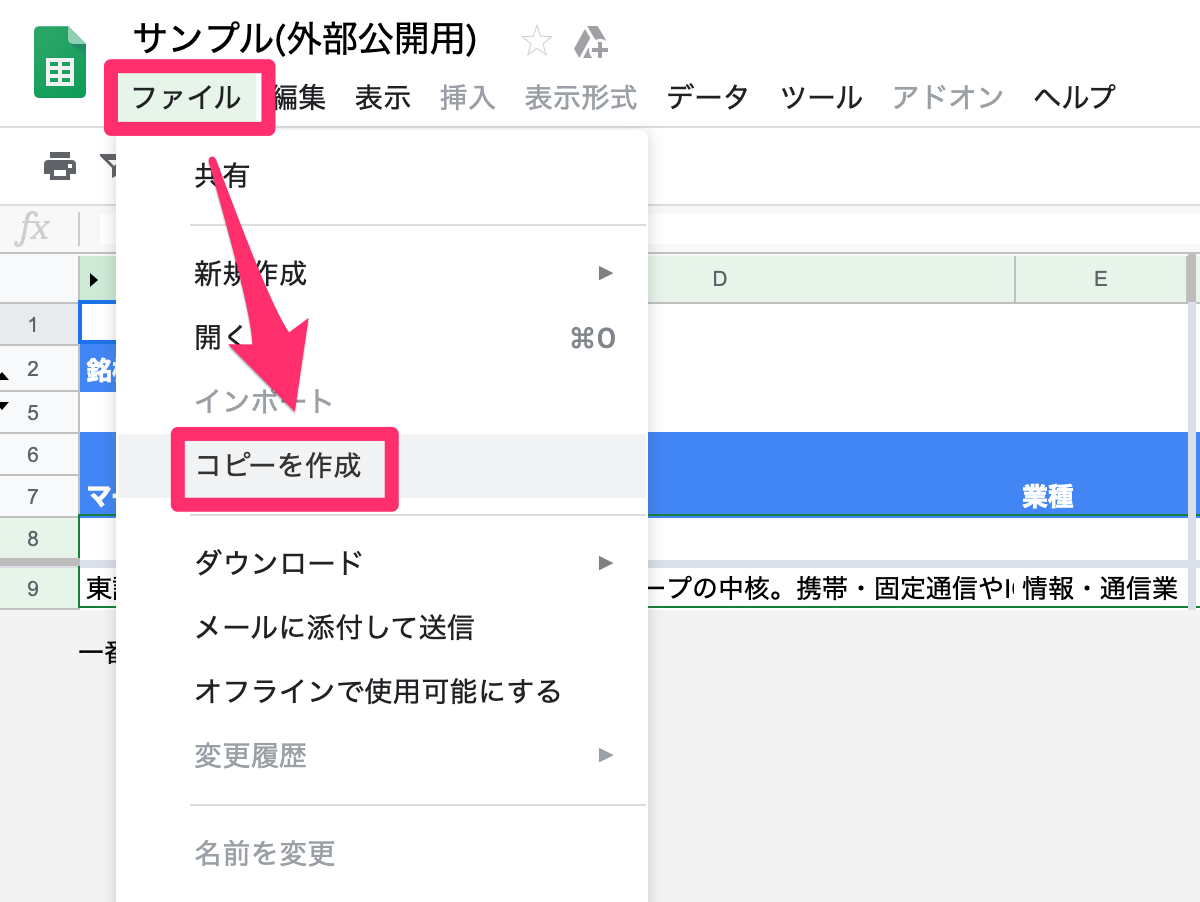 サンプル(外部公開用)
ファイル 編集 表示 挿入 表示形式 データ ツール アドオン ヘルプ
共有
fx
新規作成
D E
1
開く ⌘O
2
インポート
5
6
コピーを作成
7 マー 業種
8
ダウンロード
9 ープの中核。携帯・固定通信や 情報・通信業
メールに添付して送信
一番
オフラインで使用可能にする
変更履歴
名前を変更